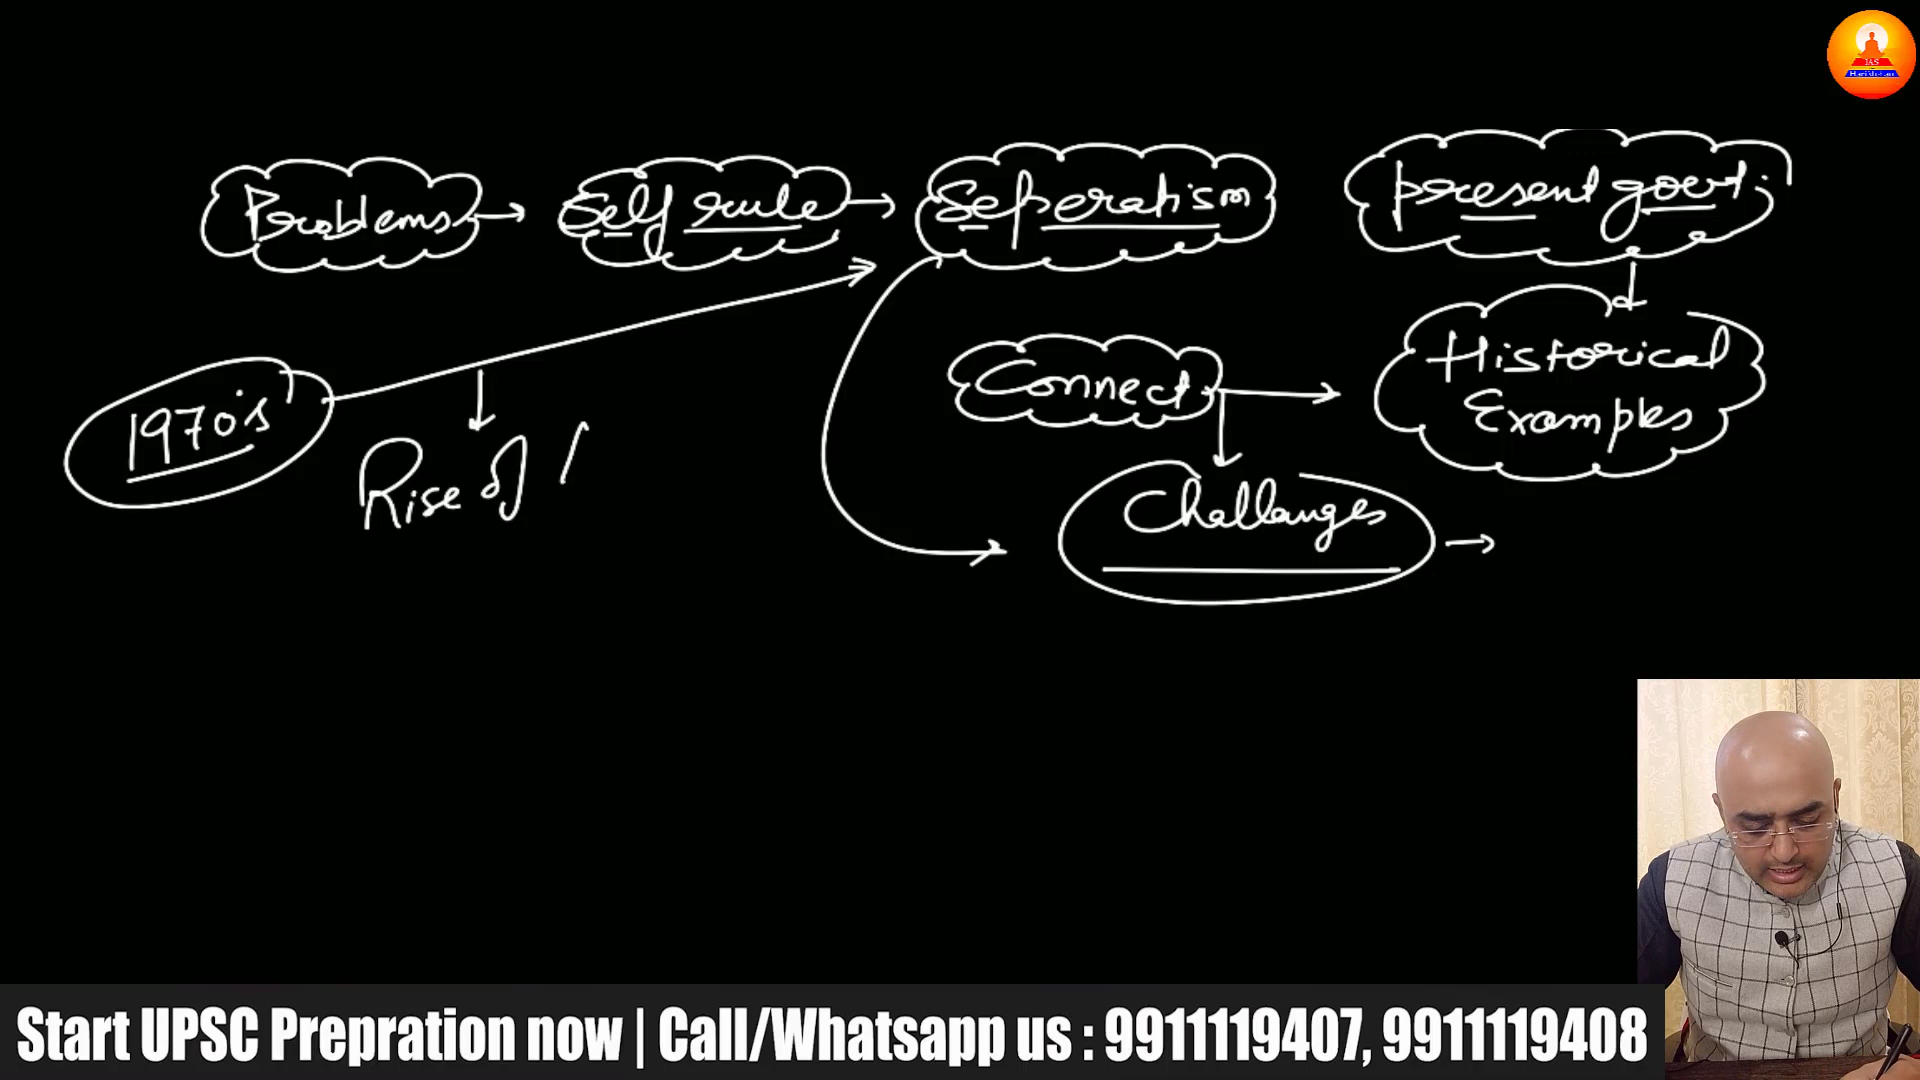 IAS
Problems → Self rule → Seperatism
present govt;
Historical
Examples
Connect
1970's
Rise of
Challanges →
Start UPSC Prepration now | Call/Whatsapp us : 9911119407, 9911119408